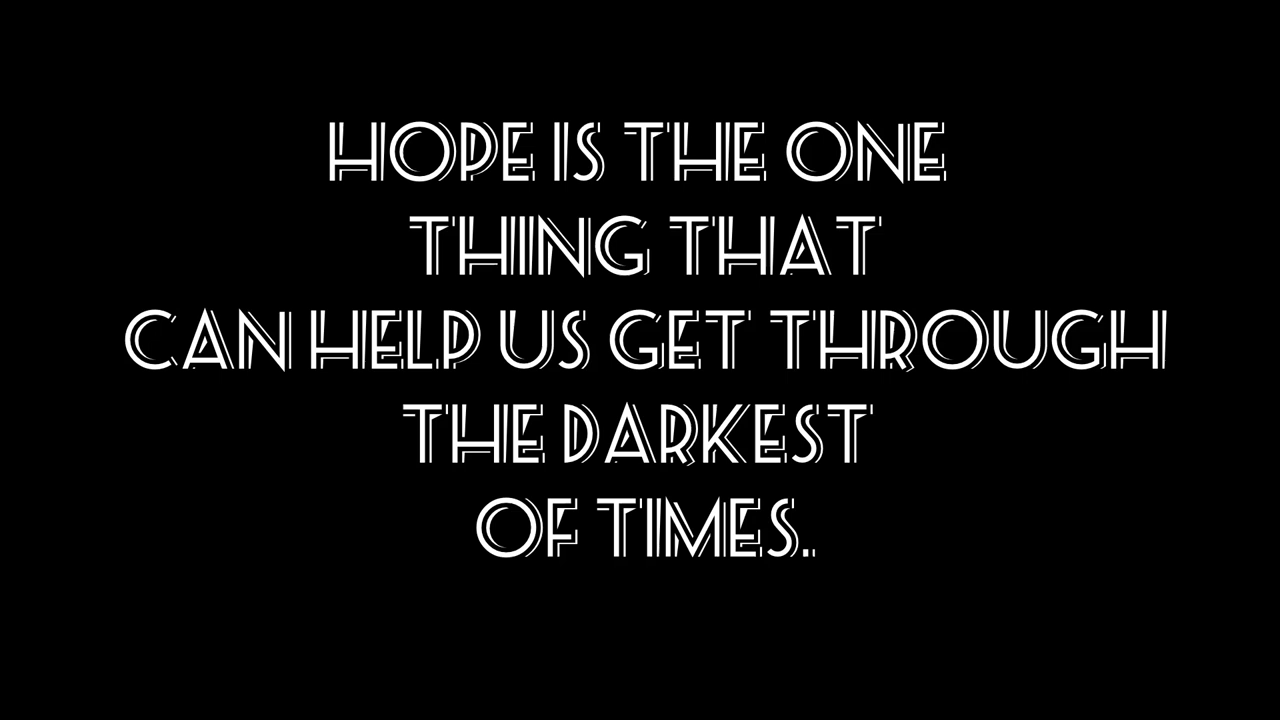 HOPE IS THE ONE
THING THAT
CAN HELP US GET THROUGH
THE DARKEST
OF TIMES.